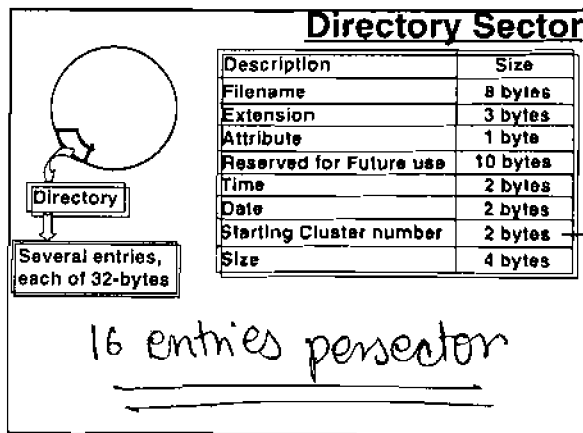 Directory Sector
Description Size
Filename 8 bytes
Extension 3 bytes
Attribute 1 byte
Reserved for Future use 10 bytes
Time 2 bytes
Date 2 bytes
Starting Cluster number 2 bytes
Size 4 bytes
Directory
Several entries,
each of 32-bytes
16 entries persector